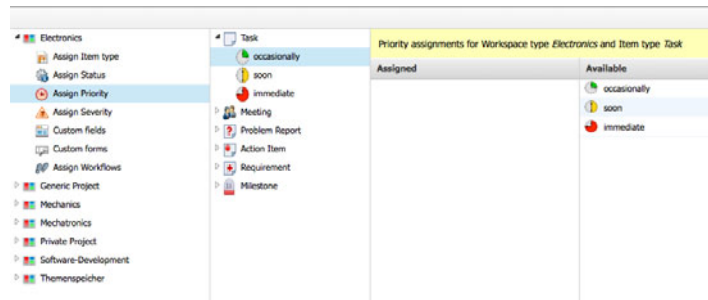 Electronics
Assign Item type
Assign Status
Assign Priority
Assign Severity
Custom fields
Custom forms
Assign Workflows
Generic Project
Mechanics
Mechatronics
Private Project
Software-Development
Themenspeicher
Task
occasionally
soon
immediate
Meeting
Problem Report
Action Item
Requirement
Milestone
Priority assignments for Workspace type Electronics and Item type Task
Assigned
Available
occasionally
soon
immediate